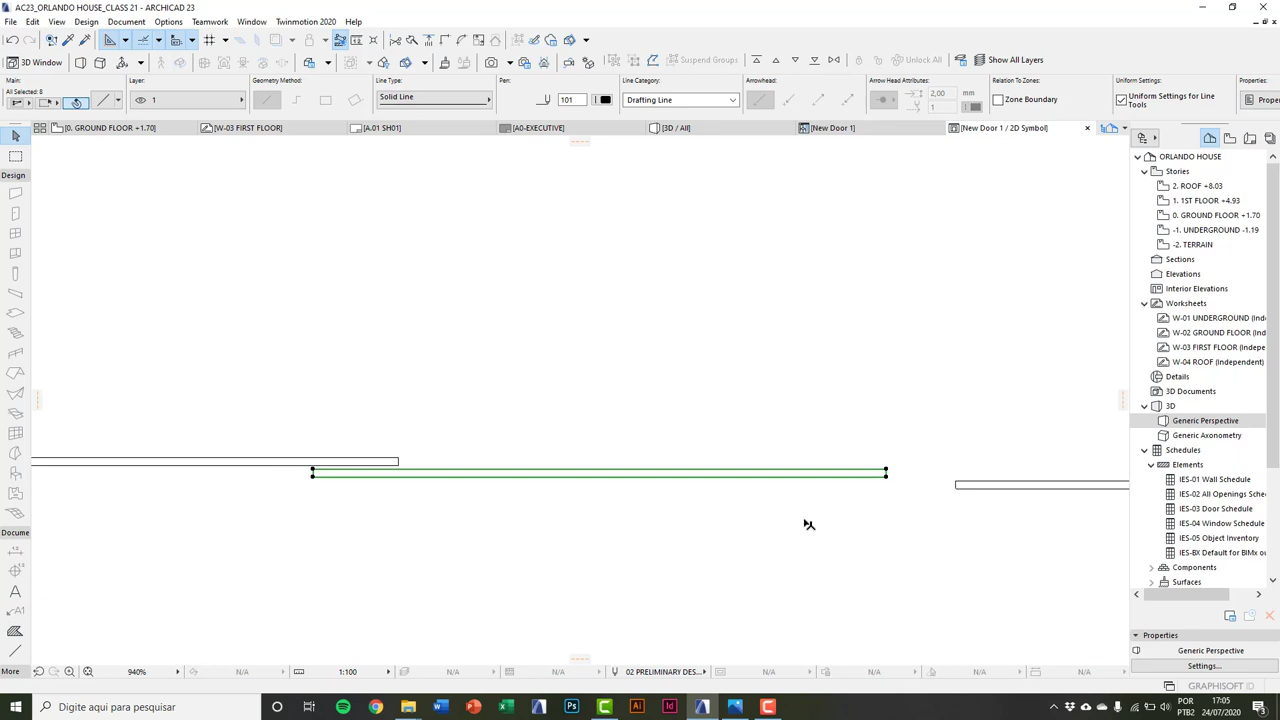 AC23_ORLANDO HOUSE_CLASS 21 - ARCHICAD 23
File Edit View Design Document Options Teamwork Window Twinmotion 2020 Help
3D Window Suspend Groups Unlock All Show All Layers
Main: Layer: Geometry Method: Line Type: Pen: Line Category: Arrowhead: Arrow Head Attributes: Relation To Zones: Uniform Settings: Properties:
All Selected: 8
1 Solid Line 101 Drafting Line 2,00 mm Zone Boundary Uniform Settings for Line Tools
1
[0. GROUND FLOOR +1.70] [W-03 FIRST FLOOR] [A.01 SH01] [A0-EXECUTIVE] [3D / All] [New Door 1] [New Door 1 / 2D Symbol]
Design
Docume
More
ORLANDO HOUSE
Stories
2. ROOF +8.03
1. 1ST FLOOR +4.93
0. GROUND FLOOR +1.70
-1. UNDERGROUND -1.19
-2. TERRAIN
Sections
Elevations
Interior Elevations
Worksheets
W-01 UNDERGROUND (Inde
W-02 GROUND FLOOR (Ind
W-03 FIRST FLOOR (Indepe
W-04 ROOF (Independent)
Details
3D Documents
3D
Generic Perspective
Generic Axonometry
Schedules
Elements
IES-01 Wall Schedule
IES-02 All Openings Sche
IES-03 Door Schedule
IES-04 Window Schedule
IES-05 Object Inventory
IES-BX Default for BIMx o
Components
Surfaces
Properties
Generic Perspective
Settings...
940% N/A 1:100 N/A N/A 02 PRELIMINARY DES... N/A N/A N/A N/A
GRAPHISOFT ID
Digite aqui para pesquisar
POR 17:05
PTB2 24/07/2020